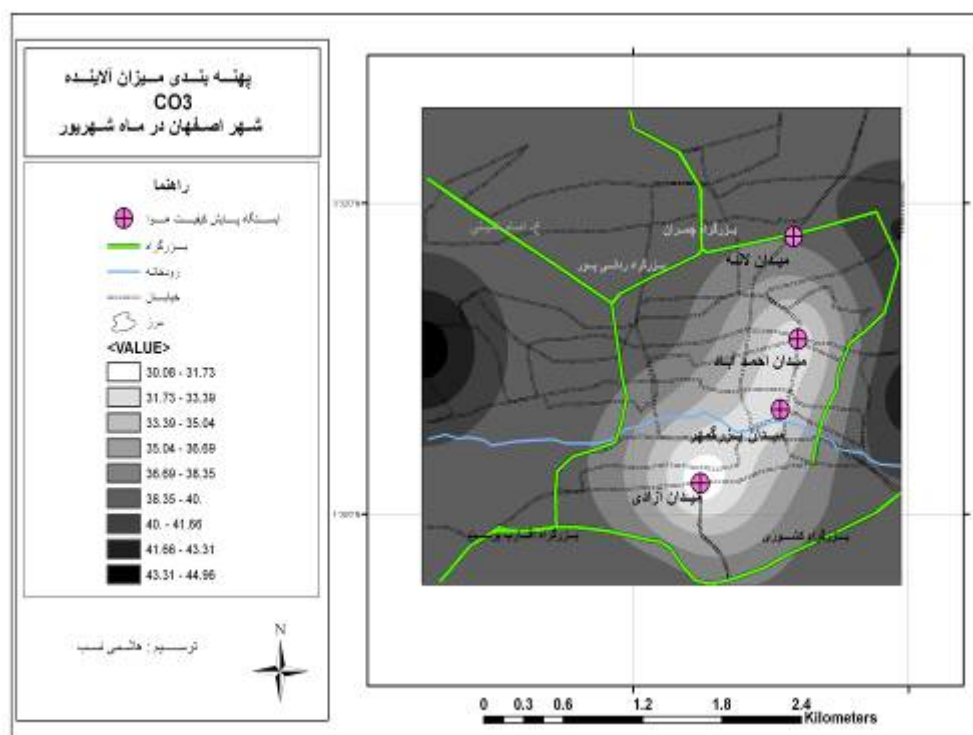 پهنه بندی میزان آلاینده
CO3
شهر اصفهان در ماه شهریور
راهنما
ایستگاه پایش کیفیت هوا
بزرگراه
رودخانه
خیابان
مرز
<VALUE>
30.08 - 31.73
31.73 - 33.39
33.39 - 35.04
35.04 - 36.69
36.69 - 38.35
38.35 - 40.
40. - 41.66
41.66 - 43.31
43.31 - 44.96
ترسیم : هاشمی نسب
N
بزرگراه چمران
میدان لاله
بزرگراه
میدان احمد آباد
میدان بزرگمهر
میدان آزادی
بزرگراه
بزرگراه کشوری
0 0.3 0.6 1.2 1.8 2.4
Kilometers